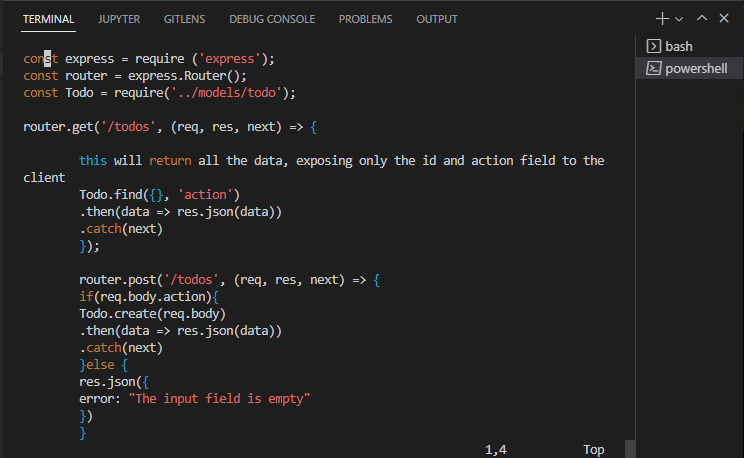 TERMINAL JUPYTER GITLENS DEBUG CONSOLE PROBLEMS OUTPUT
bash
powershell
const express = require ('express');
const router = express.Router();
const Todo = require('../models/todo');
router.get('/todos', (req, res, next) => {
this will return all the data, exposing only the id and action field to the
client
Todo.find({}, 'action')
.then(data => res.json(data))
.catch(next)
});
router.post('/todos', (req, res, next) => {
if(req.body.action){
Todo.create(req.body)
.then(data => res.json(data))
.catch(next)
}else {
res.json({
error: "The input field is empty"
})
}
1,4 Top